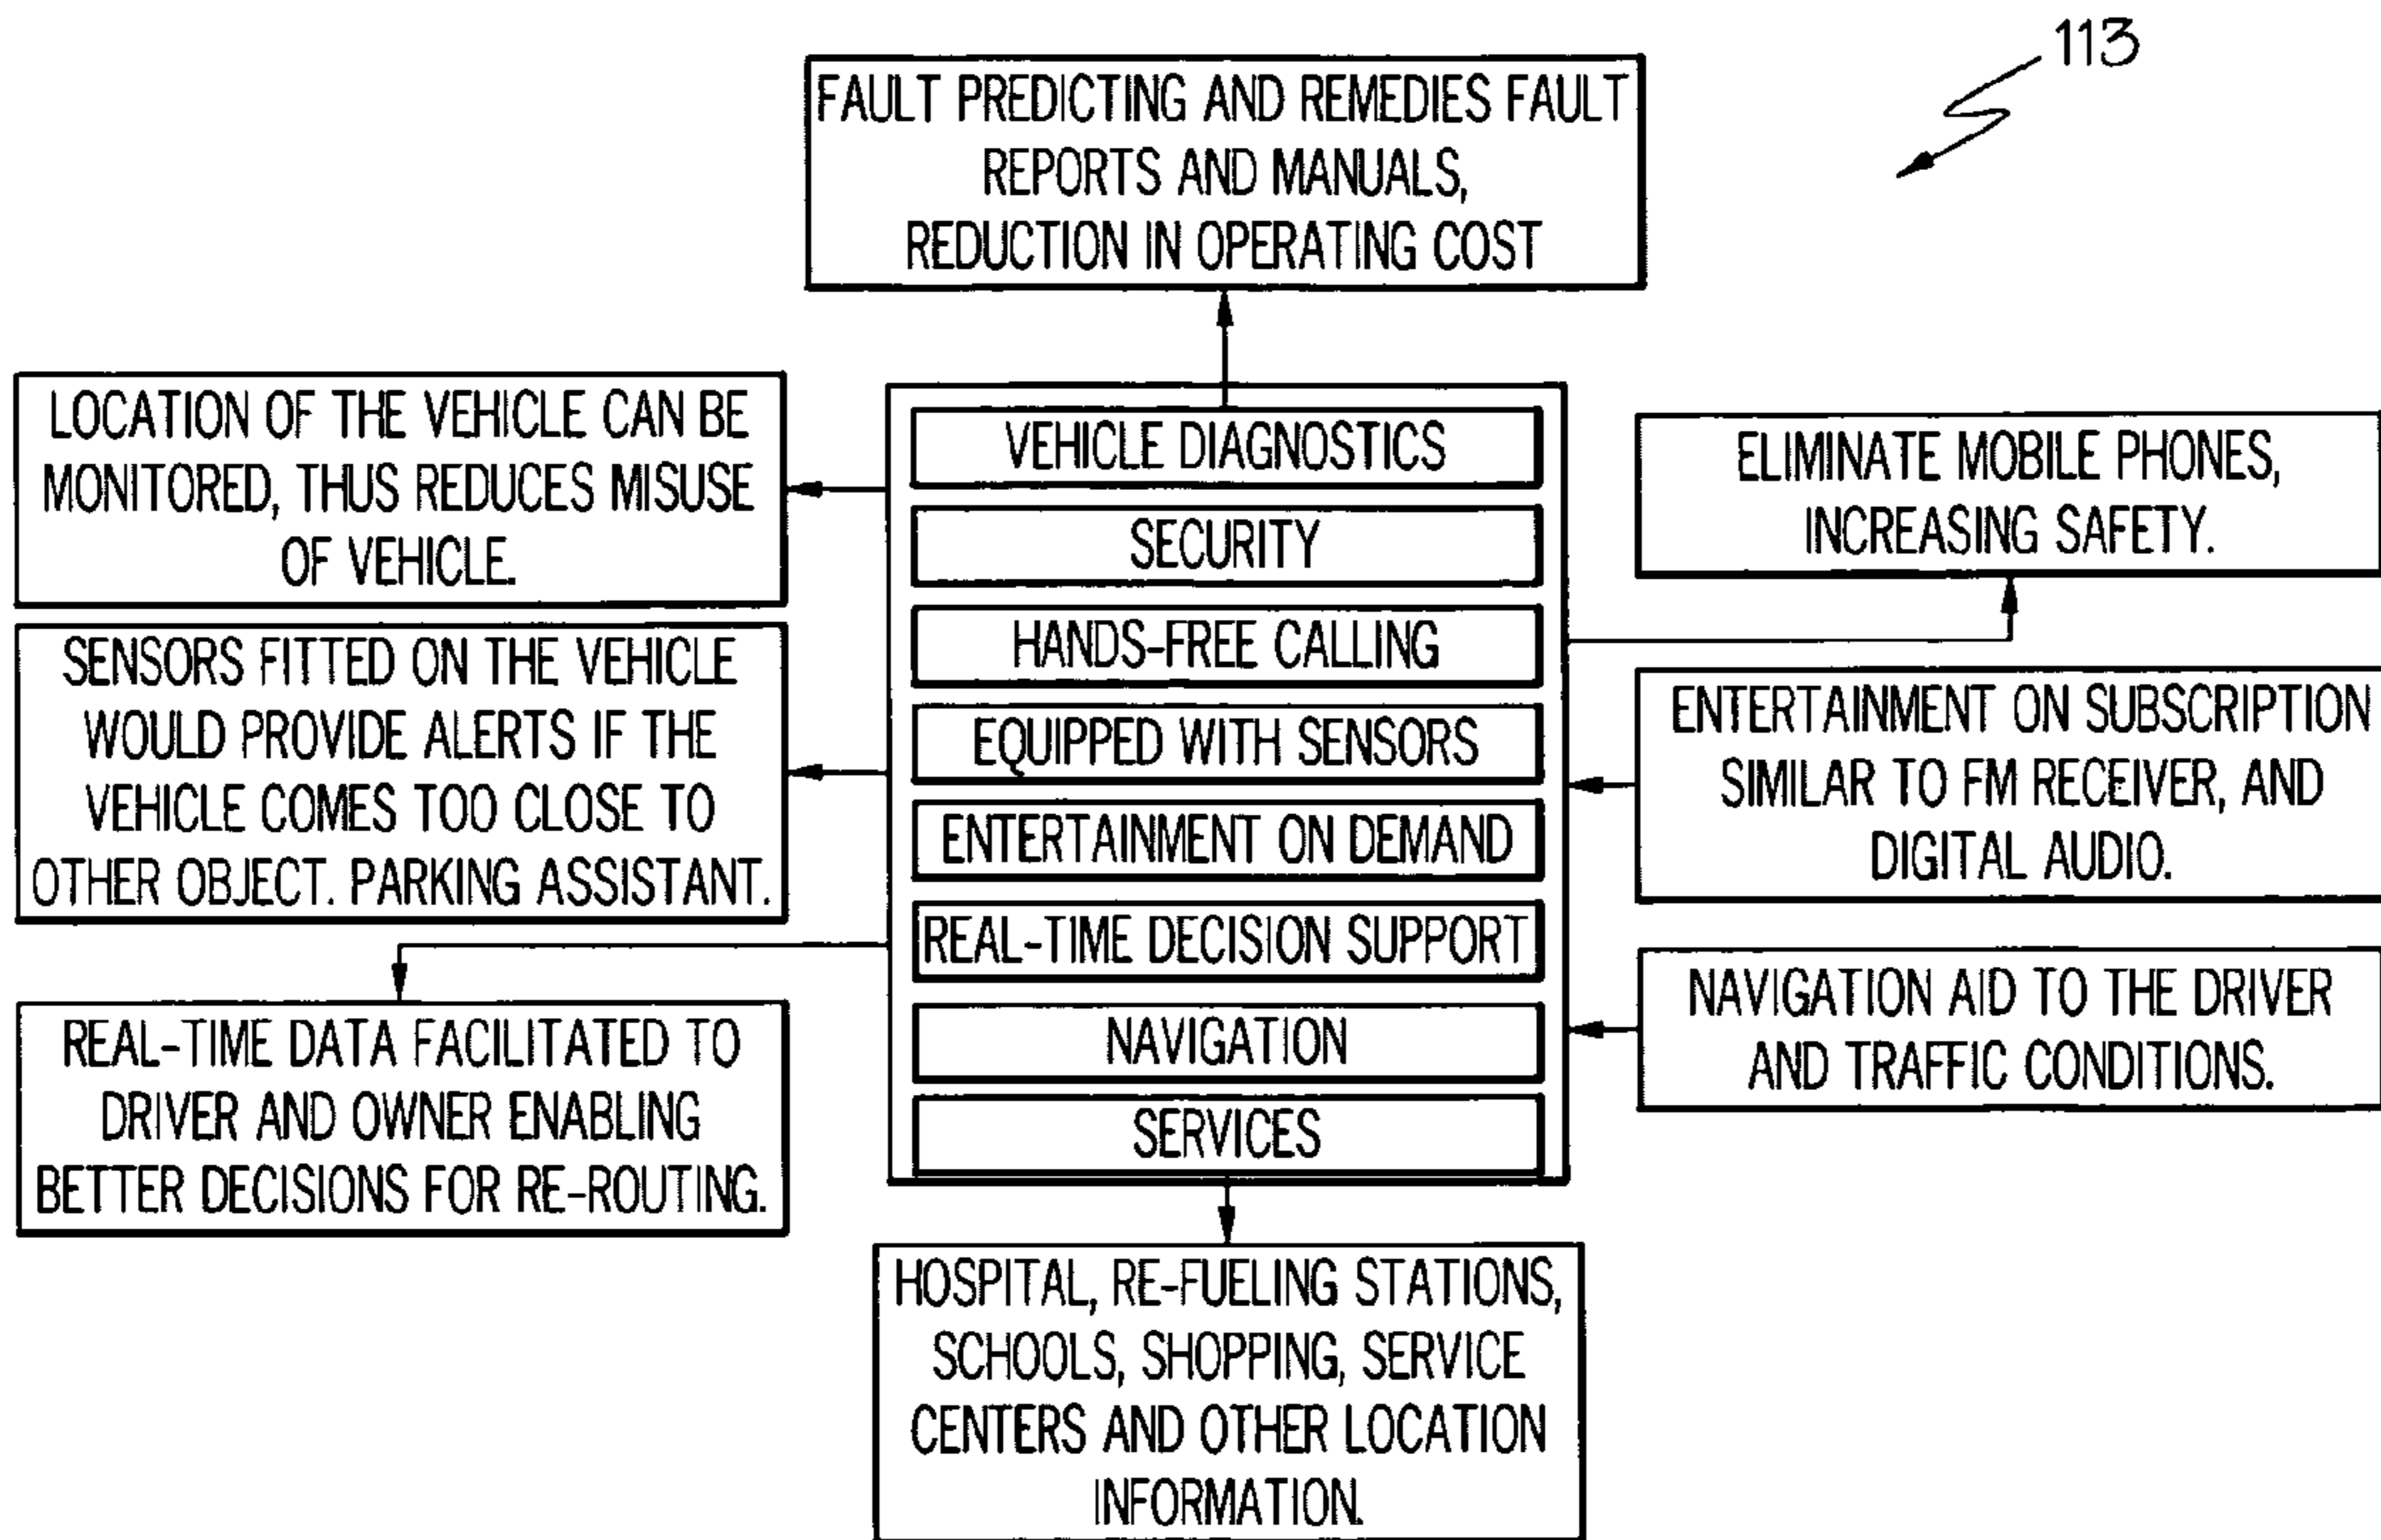 113
FAULT PREDICTING AND REMEDIES FAULT
REPORTS AND MANUALS,
REDUCTION IN OPERATING COST
LOCATION OF THE VEHICLE CAN BE
MONITORED, THUS REDUCES MISUSE
OF VEHICLE.
SENSORS FITTED ON THE VEHICLE
WOULD PROVIDE ALERTS IF THE
VEHICLE COMES TOO CLOSE TO
OTHER OBJECT. PARKING ASSISTANT.
REAL-TIME DATA FACILITATED TO
DRIVER AND OWNER ENABLING
BETTER DECISIONS FOR RE-ROUTING.
VEHICLE DIAGNOSTICS
SECURITY
HANDS-FREE CALLING
EQUIPPED WITH SENSORS
ENTERTAINMENT ON DEMAND
REAL-TIME DECISION SUPPORT
NAVIGATION
SERVICES
ELIMINATE MOBILE PHONES,
INCREASING SAFETY.
ENTERTAINMENT ON SUBSCRIPTION
SIMILAR TO FM RECEIVER, AND
DIGITAL AUDIO.
NAVIGATION AID TO THE DRIVER
AND TRAFFIC CONDITIONS.
HOSPITAL, RE-FUELING STATIONS,
SCHOOLS, SHOPPING, SERVICE
CENTERS AND OTHER LOCATION
INFORMATION.